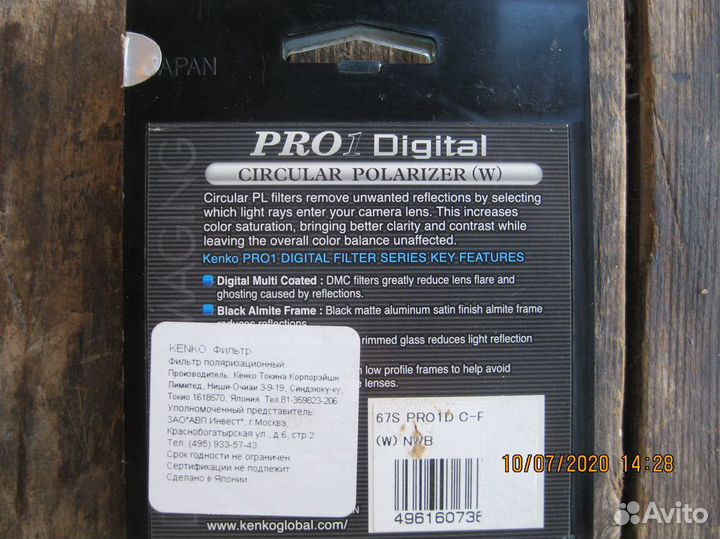 JAPAN
PRO1 Digital
CIRCULAR POLARIZER (W)
Circular PL filters remove unwanted reflections by selecting
which light rays enter your camera lens. This increases
color saturation, bringing better clarity and contrast while
leaving the overall color balance unaffected.
Kenko PRO1 DIGITAL FILTER SERIES KEY FEATURES
Digital Multi Coated : DMC filters greatly reduce lens flare and
ghosting caused by reflections.
Black Almite Frame : Black matte aluminum satin finish almite frame
reduces reflections.
rimmed glass reduces light reflection
low profile frames to help avoid
lenses.
KENKO Фильтр
Фильтр поляризационный
Производитель: Кенко Токина Корпорэйшн
Лимитед, Ниши-Очиаи 3-9-19, Синдзюку-ку,
Токио 1618570, Япония. Тел.81-359823-206
Уполномоченный представитель
ЗАО"АВП Инвест", г Москва,
Краснобогатырская ул., д.6, стр.2
Тел. (495) 933-57-43
Срок годности не ограничен
Сертификации не подлежит
Сделано в Японии.
67S PRO1D C-P
(W) NWB
49616073
www.kenkoglobal.com/
10/07/2020 14:28
Avito